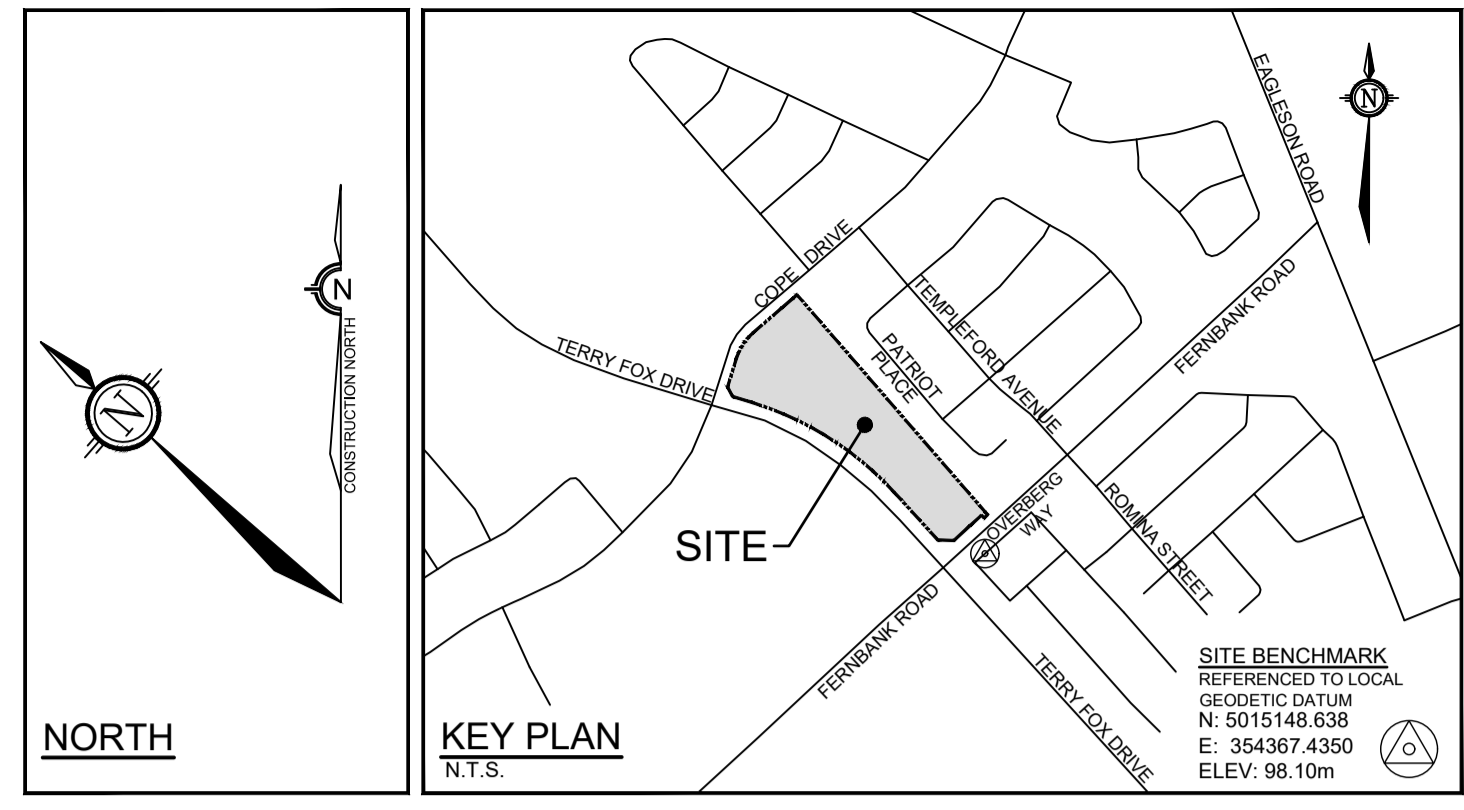 N
CONSTRUCTION NORTH
N
NORTH
N
EAGLESON ROAD
COPE DRIVE
TERRY FOX DRIVE
TEMPLEFORD AVENUE
PATRIOT
PLACE
FERNBANK ROAD
SITE
OVERBERG
WAY
ROMINA STREET
FERNBANK ROAD
TERRY FOX DRIVE
KEY PLAN
N.T.S.
SITE BENCHMARK
REFERENCED TO LOCAL
GEODETIC DATUM
N: 5015148.638
E: 354367.4350
ELEV: 98.10m